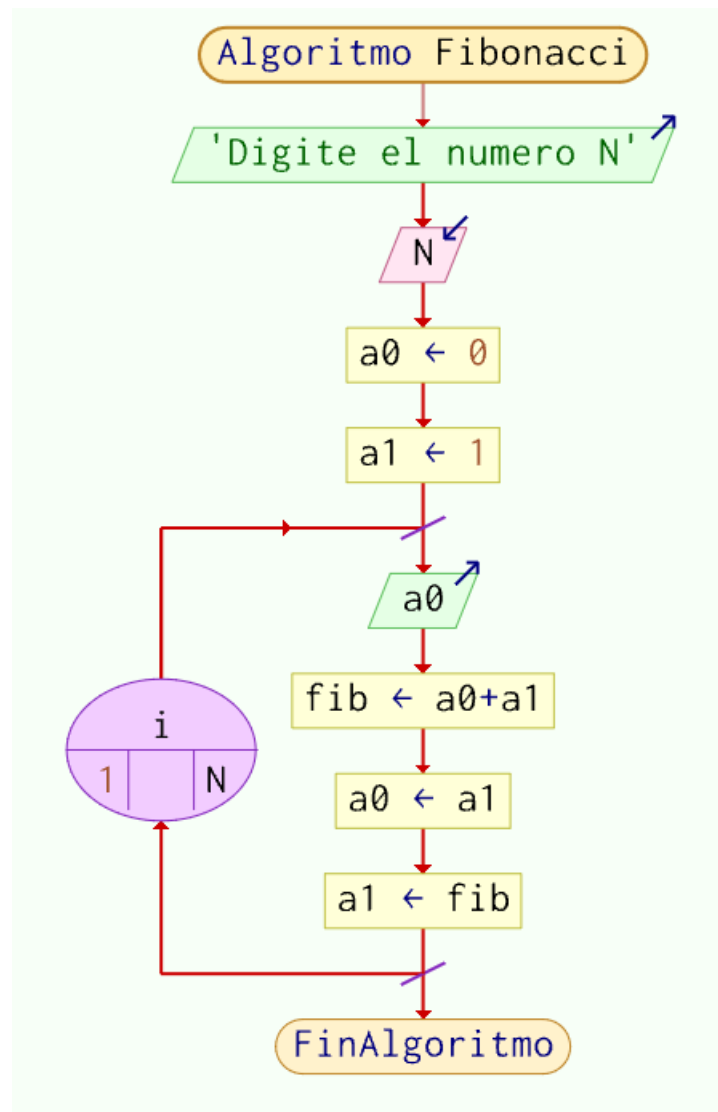 Algoritmo Fibonacci
'Digite el numero N'
N
a0 ← 0
a1 ← 1
a0
fib ← a0+a1
i
1 N
a0 ← a1
a1 ← fib
FinAlgoritmo